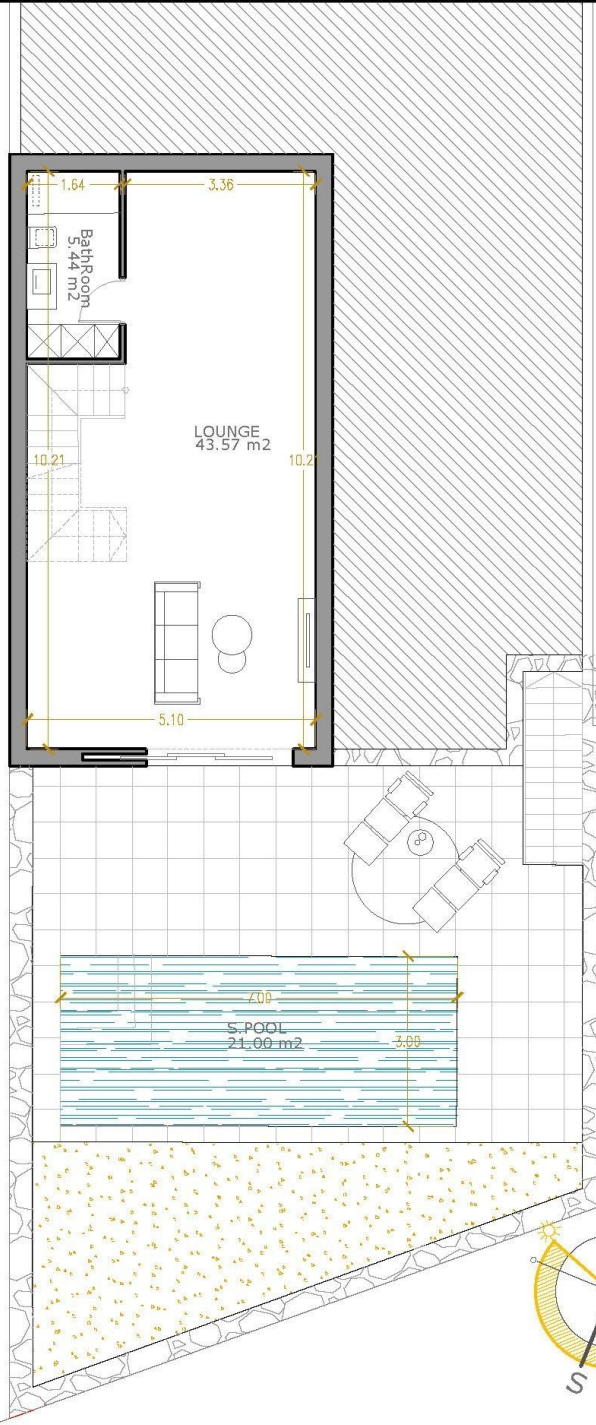 1.64
3.36
BathRoom
5.44 m2
LOUNGE
43.57 m2
10.21
10.21
5.10
7.00
S.POOL
21.00 m2
3.00
S